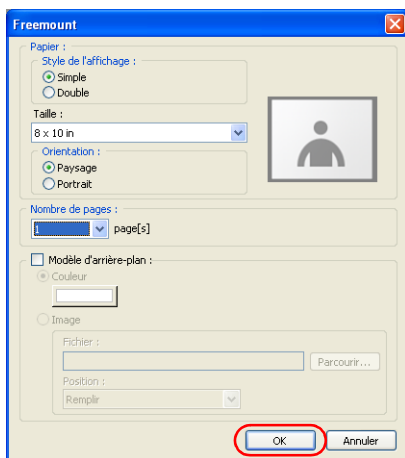 Freemount
Papier :
Style de l'affichage :
Simple
Double
Taille :
8 x 10 in
Orientation :
Paysage
Portrait
Nombre de pages :
1 page[s]
Modèle d'arrière-plan :
Couleur
Image
Fichier :
Parcourir...
Position :
Remplir
OK Annuler